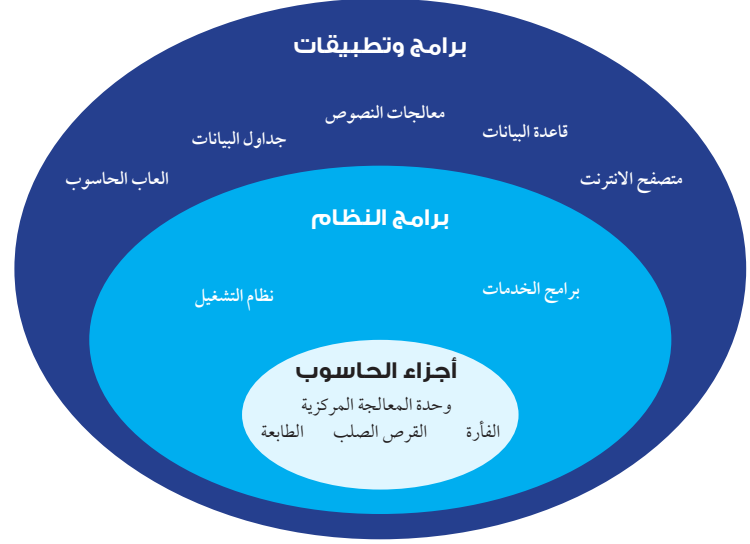 برامج وتطبيقات
معالجات النصوص
قاعدة البيانات
جداول البيانات
متصفح الانترنت
العاب الحاسوب
برامج النظام
برامج الخدمات
نظام التشغيل
أجزاء الحاسوب
وحدة المعالجة المركزية
الفأرة القرص الصلب الطابعة